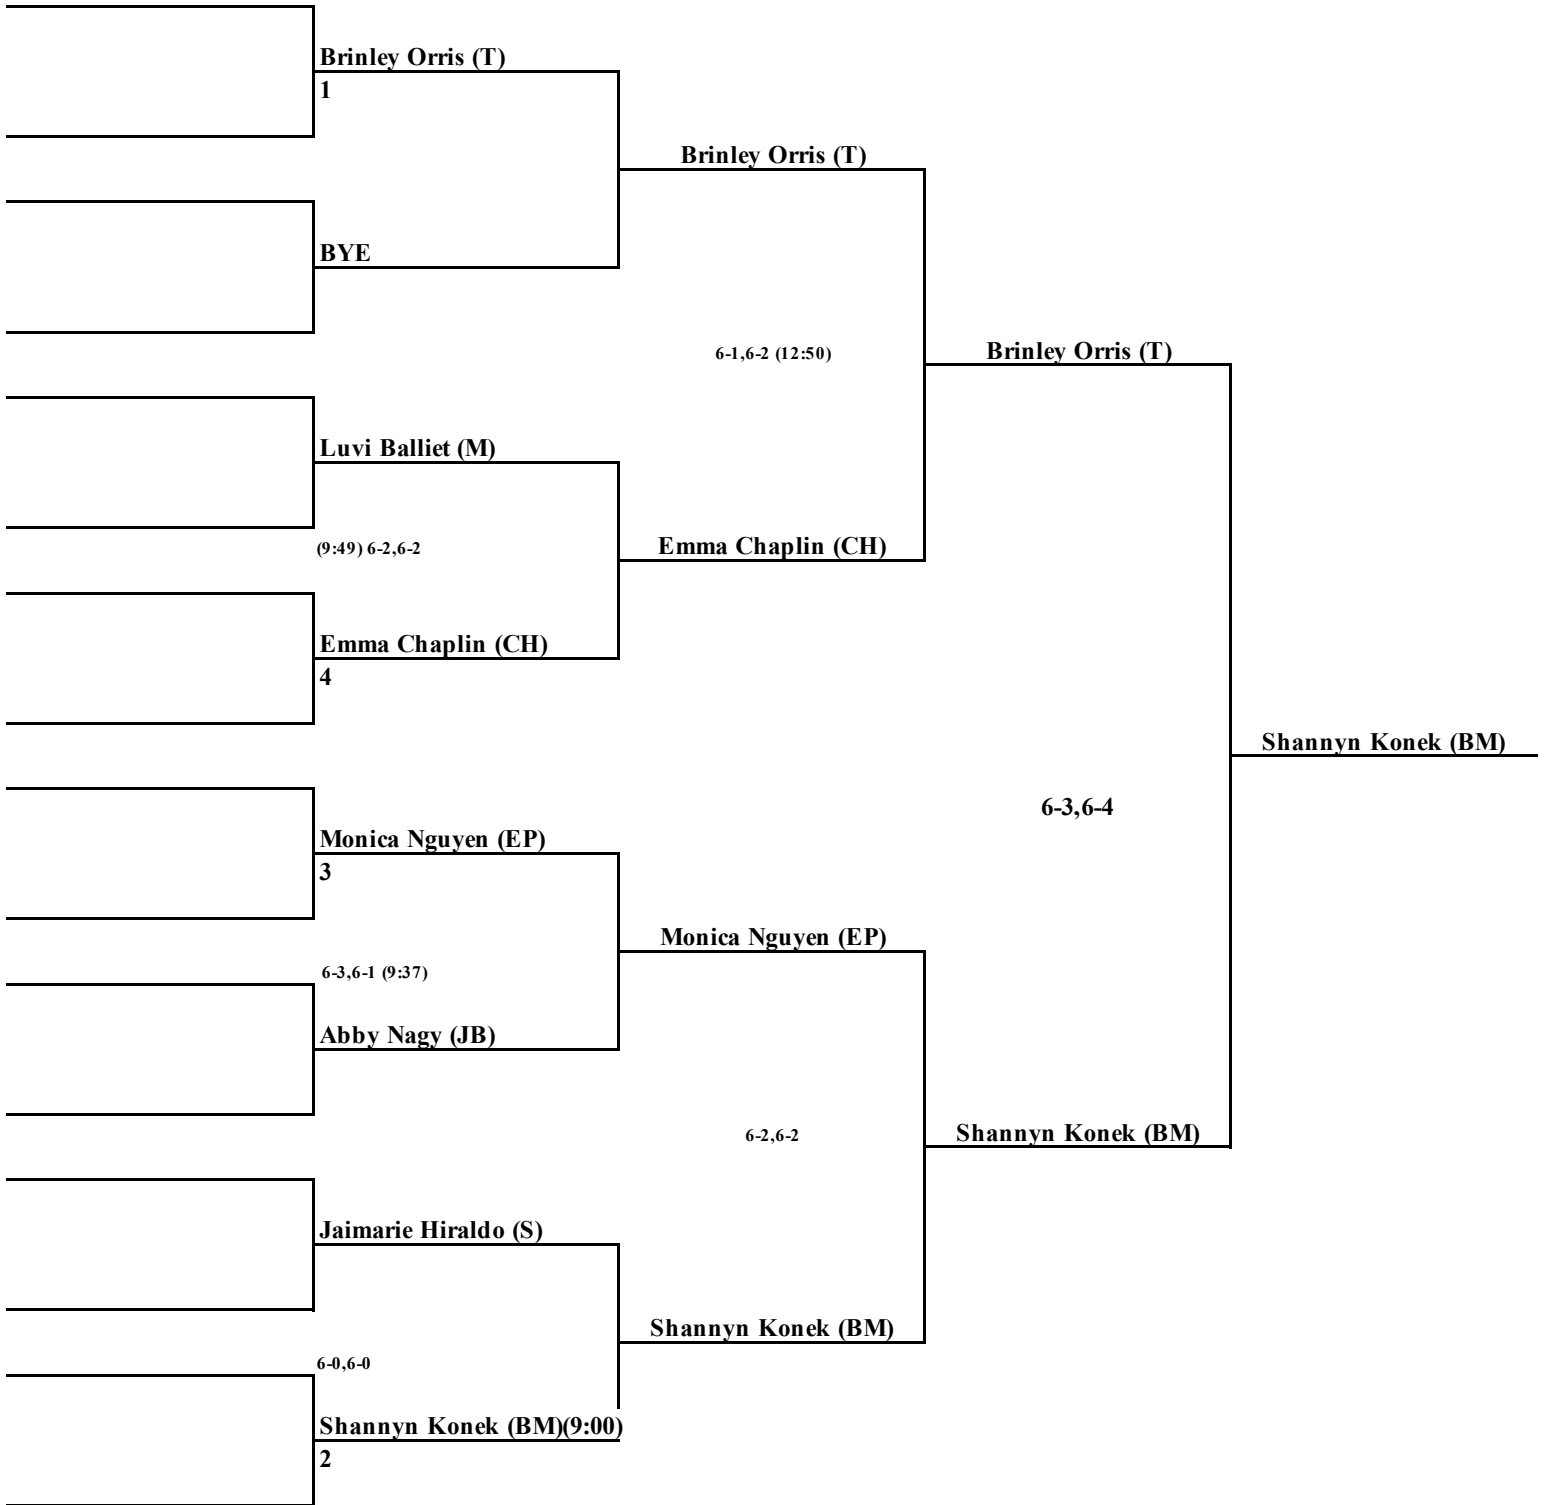 Brinley Orris (T)
1
Brinley Orris (T)
BYE
6-1,6-2 (12:50)
Brinley Orris (T)
Luvi Balliet (M)
(9:49) 6-2,6-2
Emma Chaplin (CH)
Emma Chaplin (CH)
4
Shannyn Konek (BM)
6-3,6-4
Monica Nguyen (EP)
3
Monica Nguyen (EP)
6-3,6-1 (9:37)
Abby Nagy (JB)
6-2,6-2
Shannyn Konek (BM)
Jaimarie Hiraldo (S)
Shannyn Konek (BM)
6-0,6-0
Shannyn Konek (BM)(9:00)
2